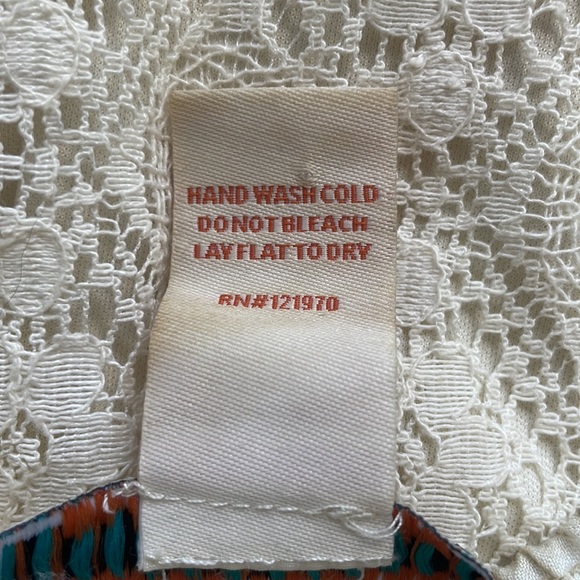 HAND WASH COLD
DO NOT BLEACH
LAY FLAT TO DRY
RN#121970